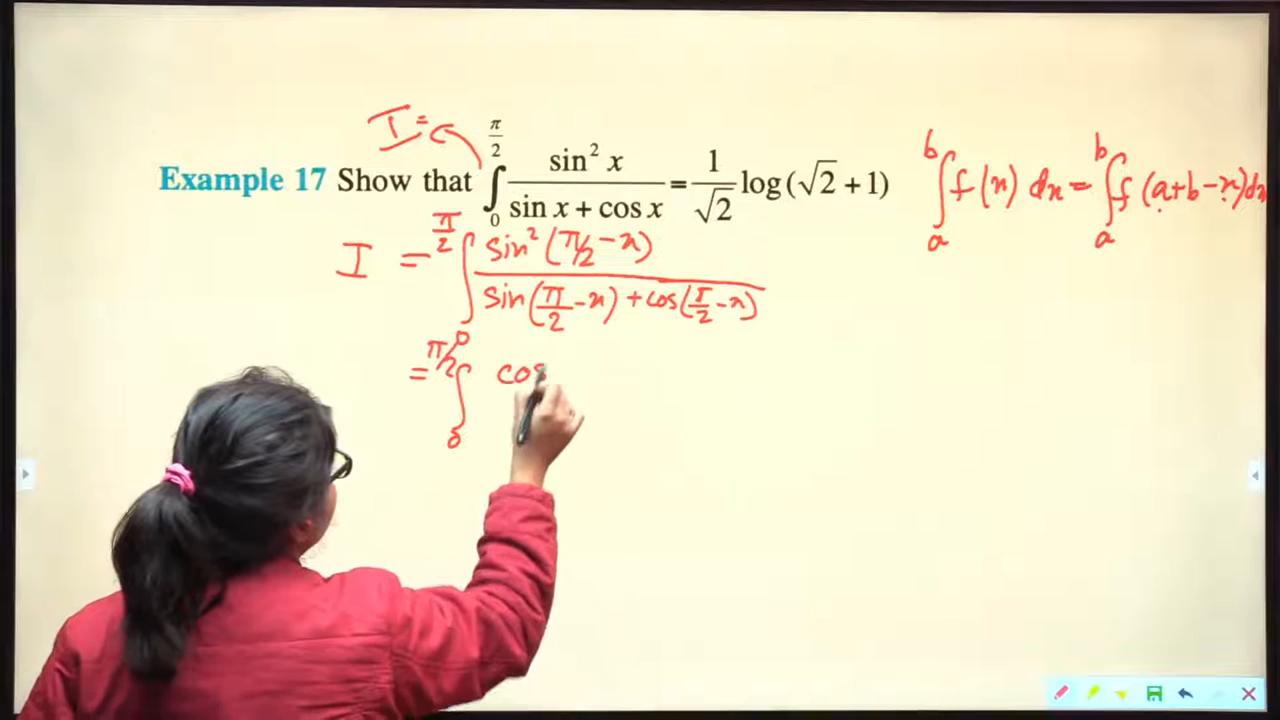 I =
Example 17 Show that ∫₀^(π/2) sin² x / (sin x + cos x) = 1/√2 log (√2 + 1)
∫ₐᵇ f(x) dx = ∫ₐᵇ f(a+b-x)dx
I = ∫₀^(π/2) sin² (π/2 - x) / (sin(π/2 - x) + cos(π/2 - x))
= ∫₀^(π/2) cos